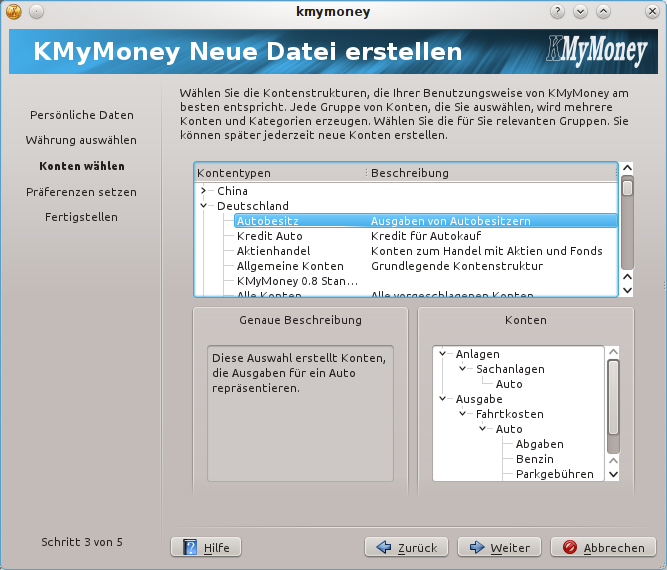 kmymoney
KMyMoney Neue Datei erstellen
KMyMoney
Persönliche Daten
Währung auswählen
Konten wählen
Präferenzen setzen
Fertigstellen
Wählen Sie die Kontenstrukturen, die Ihrer Benutzungsweise von KMyMoney am
besten entspricht. Jede Gruppe von Konten, die Sie auswählen, wird mehrere
Konten und Kategorien erzeugen. Wählen Sie die für Sie relevanten Gruppen. Sie
können später jederzeit neue Konten erstellen.
Kontentypen Beschreibung
China
Deutschland
Autobesitz Ausgaben von Autobesitzern
Kredit Auto Kredit für Autokauf
Aktienhandel Konten zum Handel mit Aktien und Fonds
Allgemeine Konten Grundlegende Kontenstruktur
KMyMoney 0.8 Stan...
Alle Konten Alle vorgeschlagenen Konten
Genaue Beschreibung
Diese Auswahl erstellt Konten,
die Ausgaben für ein Auto
repräsentieren.
Konten
Anlagen
Sachanlagen
Auto
Ausgabe
Fahrtkosten
Auto
Abgaben
Benzin
Parkgebühren
Schritt 3 von 5
Hilfe
Zurück
Weiter
Abbrechen